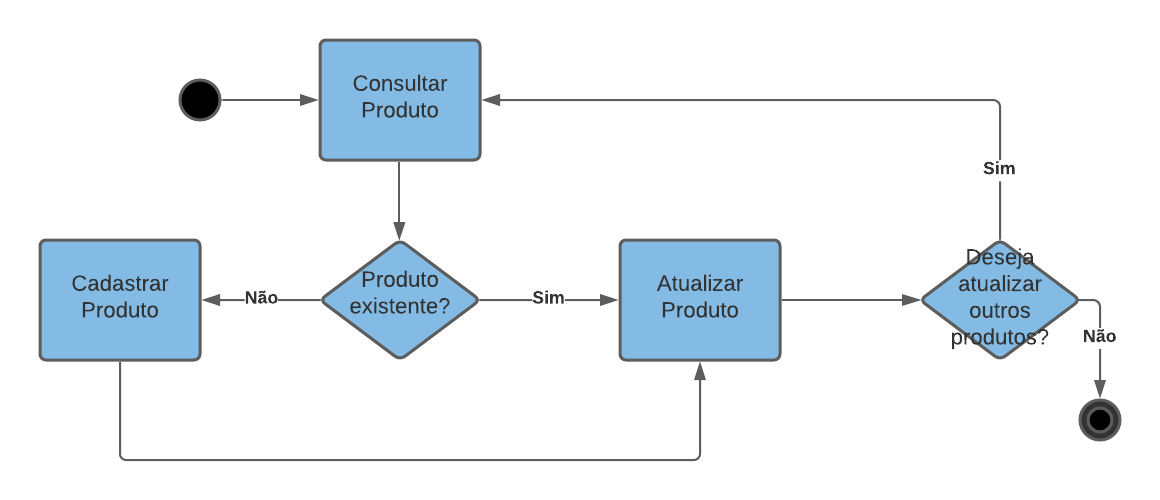 Consultar
Produto
Sim
Cadastrar
Produto
Não
Produto
existente?
Sim
Atualizar
Produto
Deseja
atualizar
outros
produtos?
Não